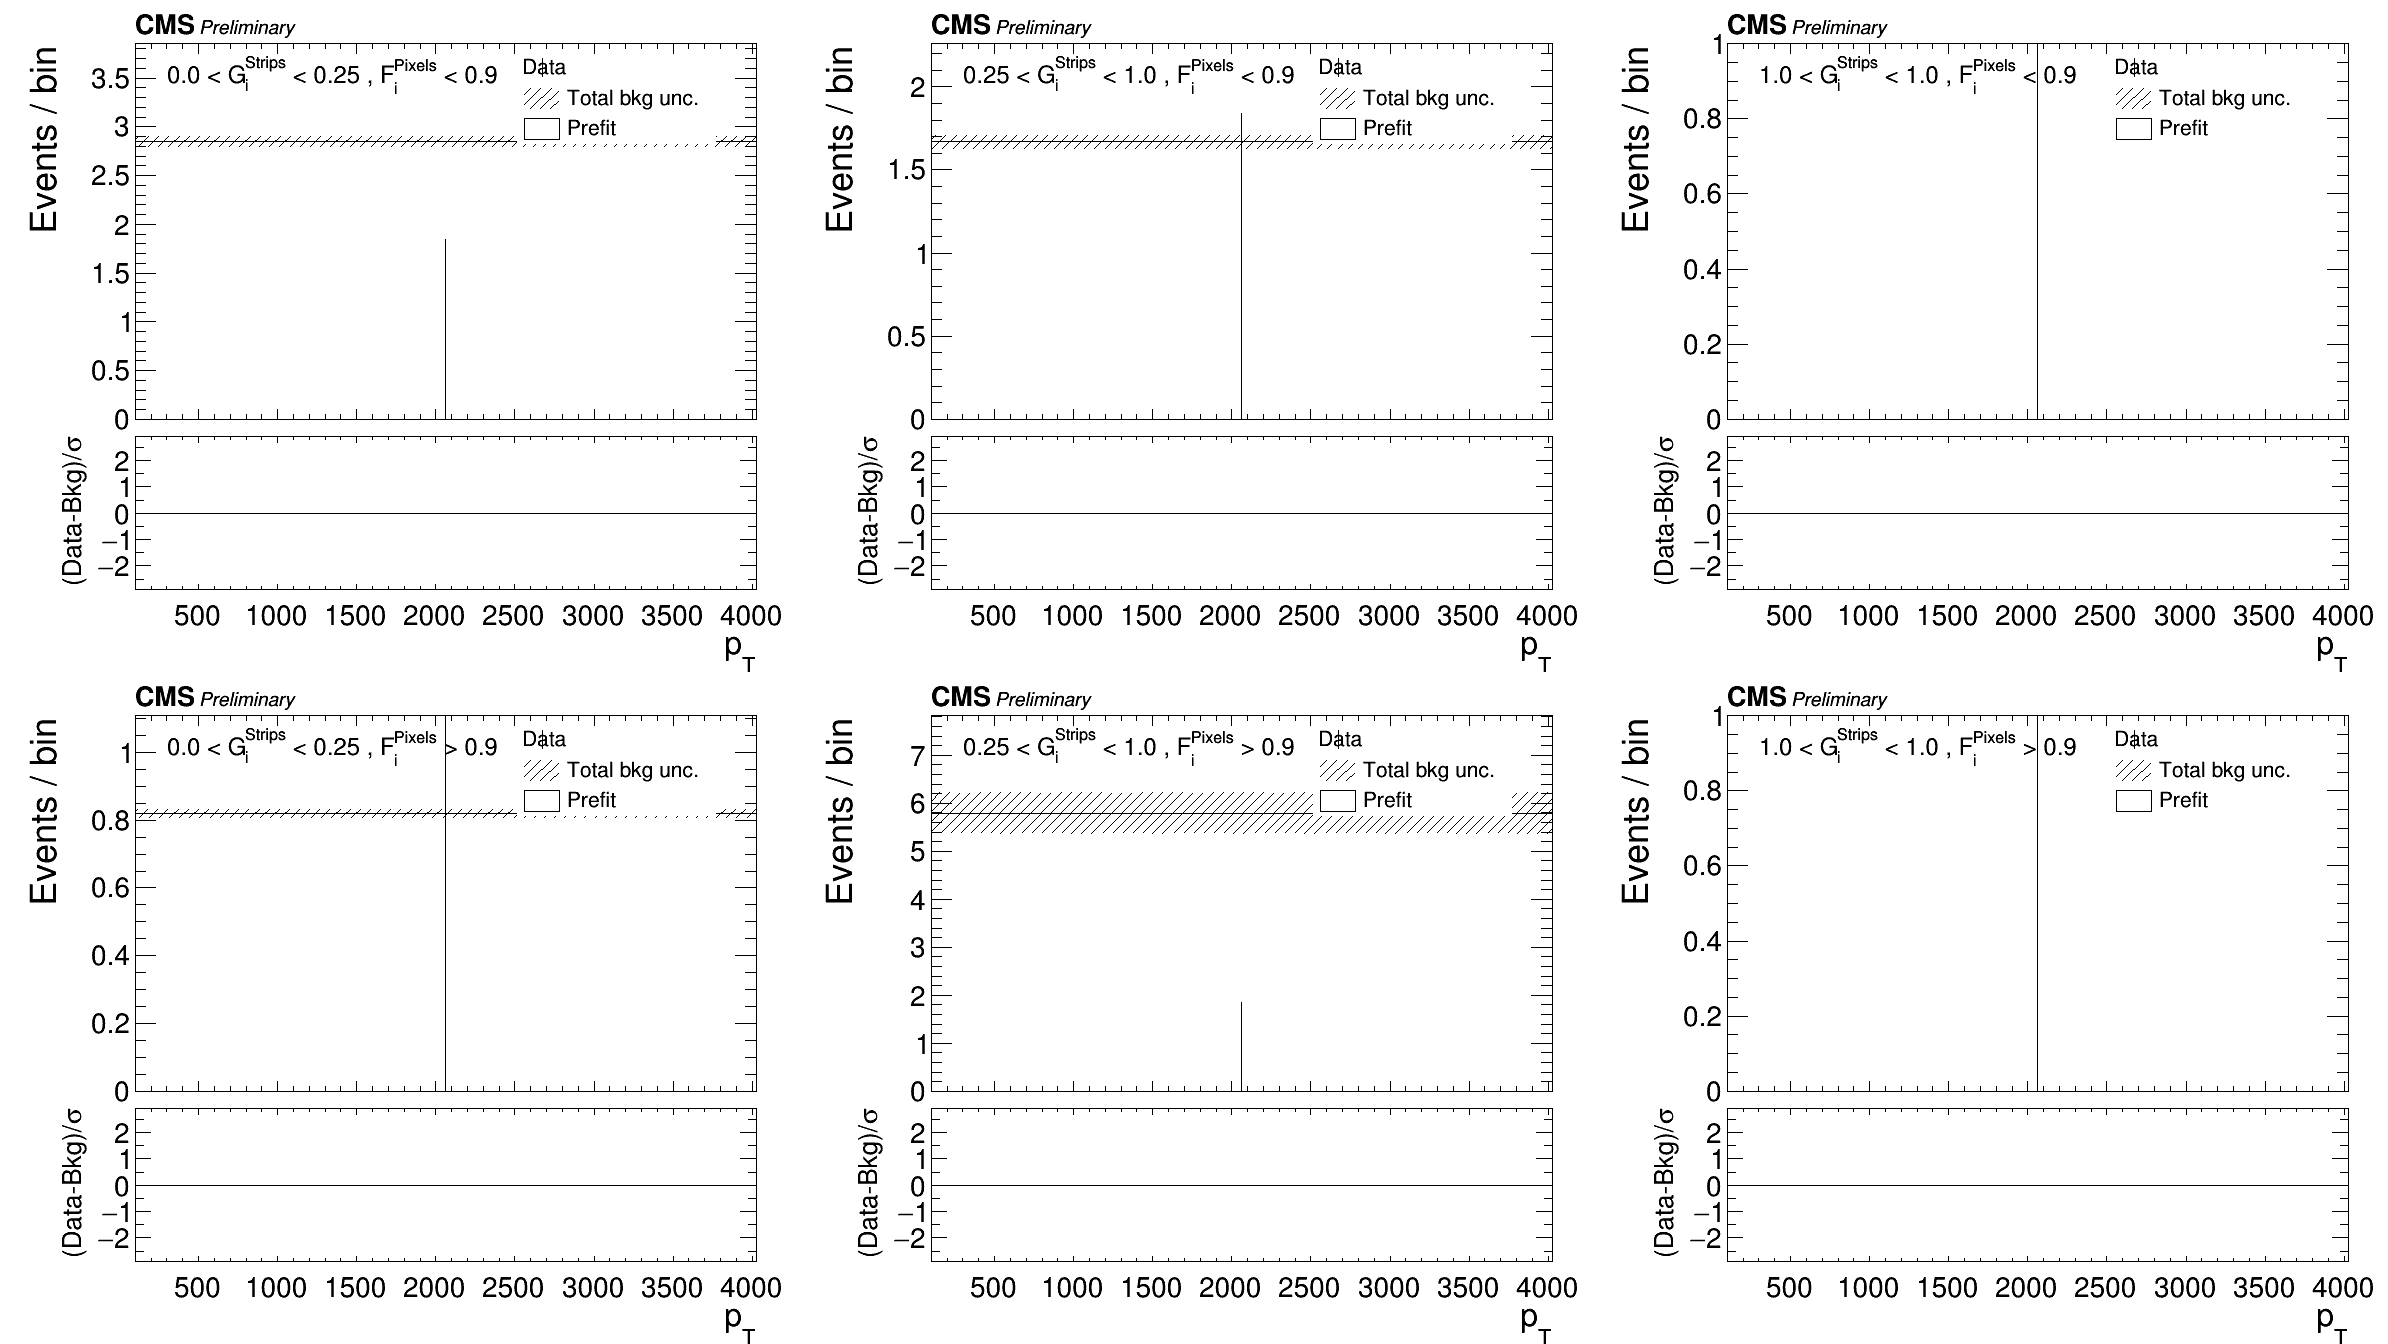 CMS Preliminary
Events / bin
0.0 < G_i^Strips < 0.25 , F_i^Pixels < 0.9
Data
Total bkg unc.
Prefit
3.5
3
2.5
2
1.5
1
0.5
0
(Data-Bkg)/σ
2
1
0
−1
−2
500 1000 1500 2000 2500 3000 3500 4000
p_T
CMS Preliminary
Events / bin
0.25 < G_i^Strips < 1.0 , F_i^Pixels < 0.9
Data
Total bkg unc.
Prefit
2
1.5
1
0.5
0
(Data-Bkg)/σ
2
1
0
−1
−2
500 1000 1500 2000 2500 3000 3500 4000
p_T
CMS Preliminary
Events / bin
1.0 < G_i^Strips < 1.0 , F_i^Pixels < 0.9
Data
Total bkg unc.
Prefit
1
0.8
0.6
0.4
0.2
0
(Data-Bkg)/σ
2
1
0
−1
−2
500 1000 1500 2000 2500 3000 3500 4000
p_T
CMS Preliminary
Events / bin
0.0 < G_i^Strips < 0.25 , F_i^Pixels > 0.9
Data
Total bkg unc.
Prefit
1
0.8
0.6
0.4
0.2
0
(Data-Bkg)/σ
2
1
0
−1
−2
500 1000 1500 2000 2500 3000 3500 4000
p_T
CMS Preliminary
Events / bin
0.25 < G_i^Strips < 1.0 , F_i^Pixels > 0.9
Data
Total bkg unc.
Prefit
7
6
5
4
3
2
1
0
(Data-Bkg)/σ
2
1
0
−1
−2
500 1000 1500 2000 2500 3000 3500 4000
p_T
CMS Preliminary
Events / bin
1.0 < G_i^Strips < 1.0 , F_i^Pixels > 0.9
Data
Total bkg unc.
Prefit
1
0.8
0.6
0.4
0.2
0
(Data-Bkg)/σ
2
1
0
−1
−2
500 1000 1500 2000 2500 3000 3500 4000
p_T